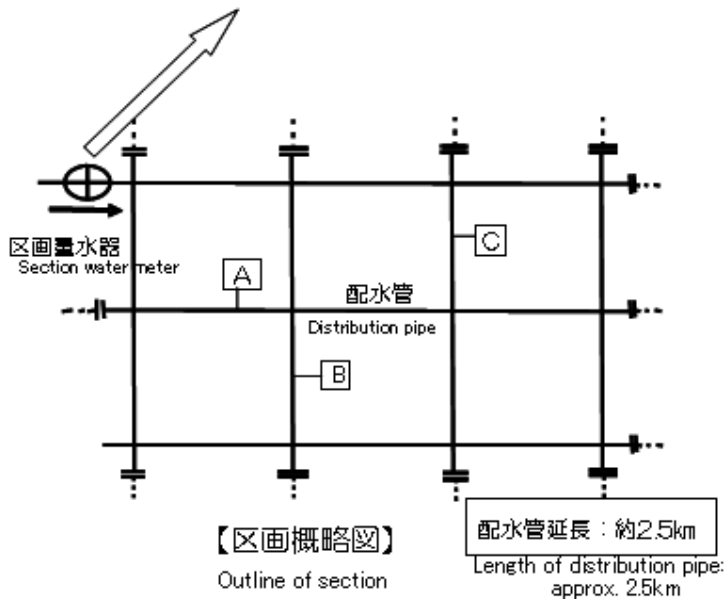 区画量水器
Section water meter
A
C
配水管
Distribution pipe
B
【区画概略図】
Outline of section
配水管延長：約2.5km
Length of distribution pipe:
approx. 2.5km